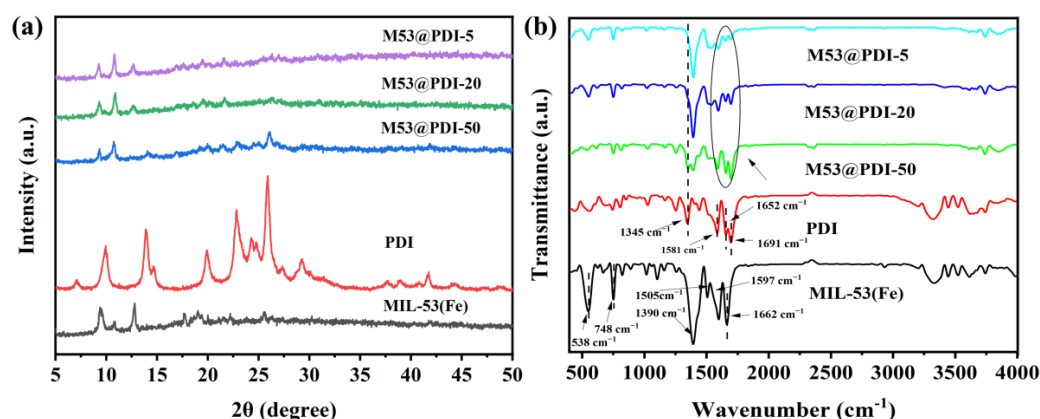 (a)
M53@PDI-5
M53@PDI-20
M53@PDI-50
PDI
MIL-53(Fe)
Intensity (a.u.)
5 10 15 20 25 30 35 40 45 50
2θ (degree)
(b)
M53@PDI-5
M53@PDI-20
M53@PDI-50
1652 cm⁻¹
1345 cm⁻¹
PDI
1581 cm⁻¹
1691 cm⁻¹
1505cm⁻¹
1597 cm⁻¹
MIL-53(Fe)
748 cm⁻¹
1390 cm⁻¹
1662 cm⁻¹
538 cm⁻¹
Transmittance (a.u.)
500 1000 1500 2000 2500 3000 3500 4000
Wavenumber (cm⁻¹)